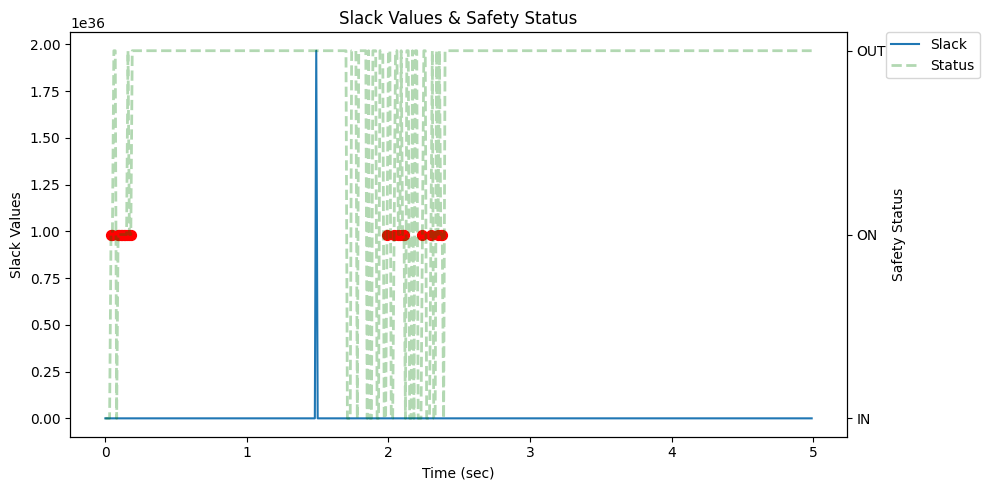 Slack Values & Safety Status
1e36
2.00
1.75
1.50
1.25
1.00
0.75
0.50
0.25
0.00
Slack Values
0 1 2 3 4 5
Time (sec)
OUT
ON
IN
Safety Status
Slack
Status